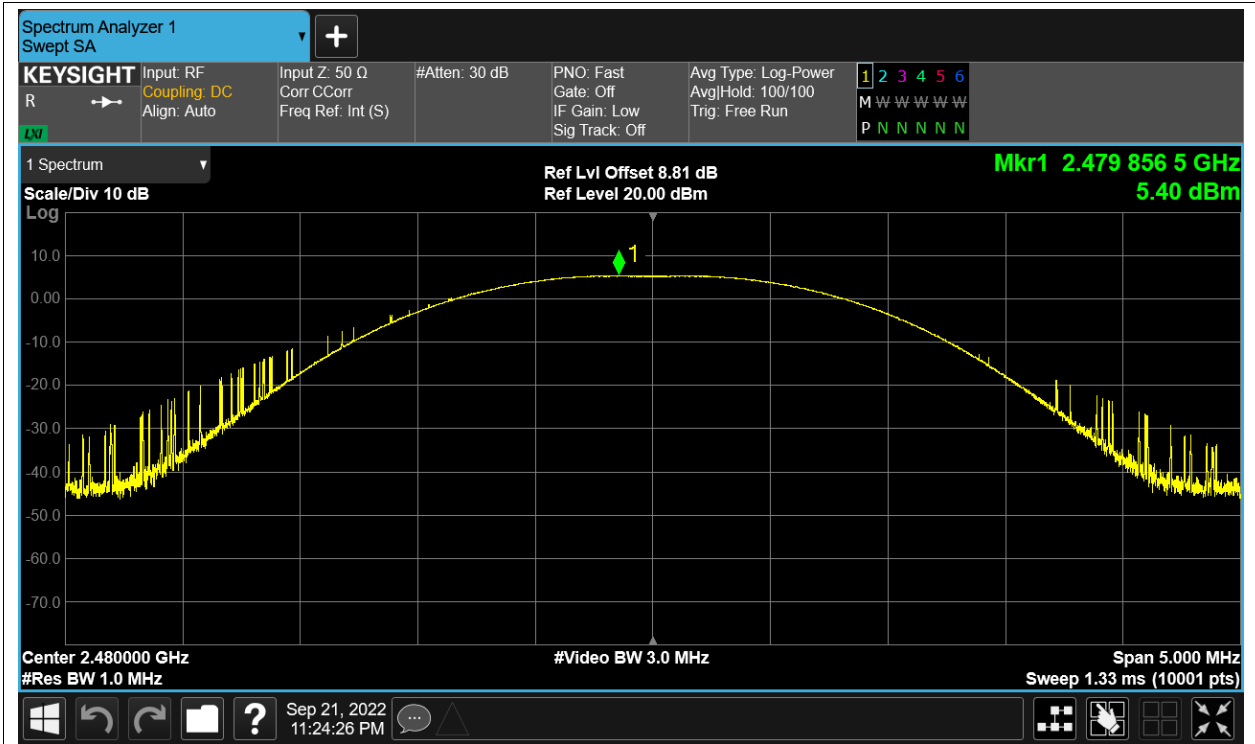 Spectrum Analyzer 1
Swept SA
KEYSIGHT
R
LXI
Input: RF
Coupling: DC
Align: Auto
Input Z: 50 Ω
Corr CCorr
Freq Ref: Int (S)
#Atten: 30 dB
PNO: Fast
Gate: Off
IF Gain: Low
Sig Track: Off
Avg Type: Log-Power
Avg|Hold: 100/100
Trig: Free Run
1 2 3 4 5 6
M W W W W W
P N N N N N
1 Spectrum
Scale/Div 10 dB
Log
Ref Lvl Offset 8.81 dB
Ref Level 20.00 dBm
Mkr1 2.479 856 5 GHz
5.40 dBm
1
10.0
0.00
-10.0
-20.0
-30.0
-40.0
-50.0
-60.0
-70.0
Center 2.480000 GHz
#Video BW 3.0 MHz
Span 5.000 MHz
#Res BW 1.0 MHz
Sweep 1.33 ms (10001 pts)
?
Sep 21, 2022
11:24:26 PM